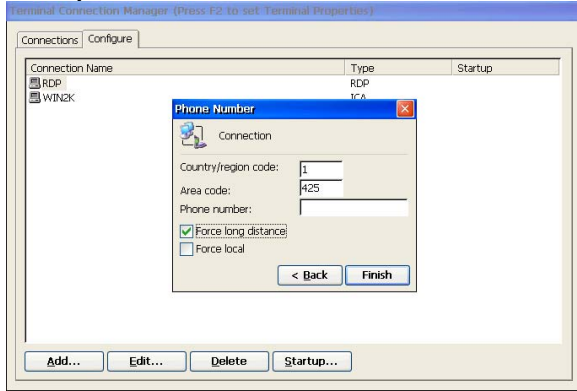 Terminal Connection Manager (Press F2 to set Terminal Properties)
Connections Configure
Connection Name Type Startup
RDP RDP
WIN2K ICA
Phone Number
Connection
Country/region code: 1
Area code: 425
Phone number:
Force long distance
Force local
< Back Finish
Add... Edit... Delete Startup...